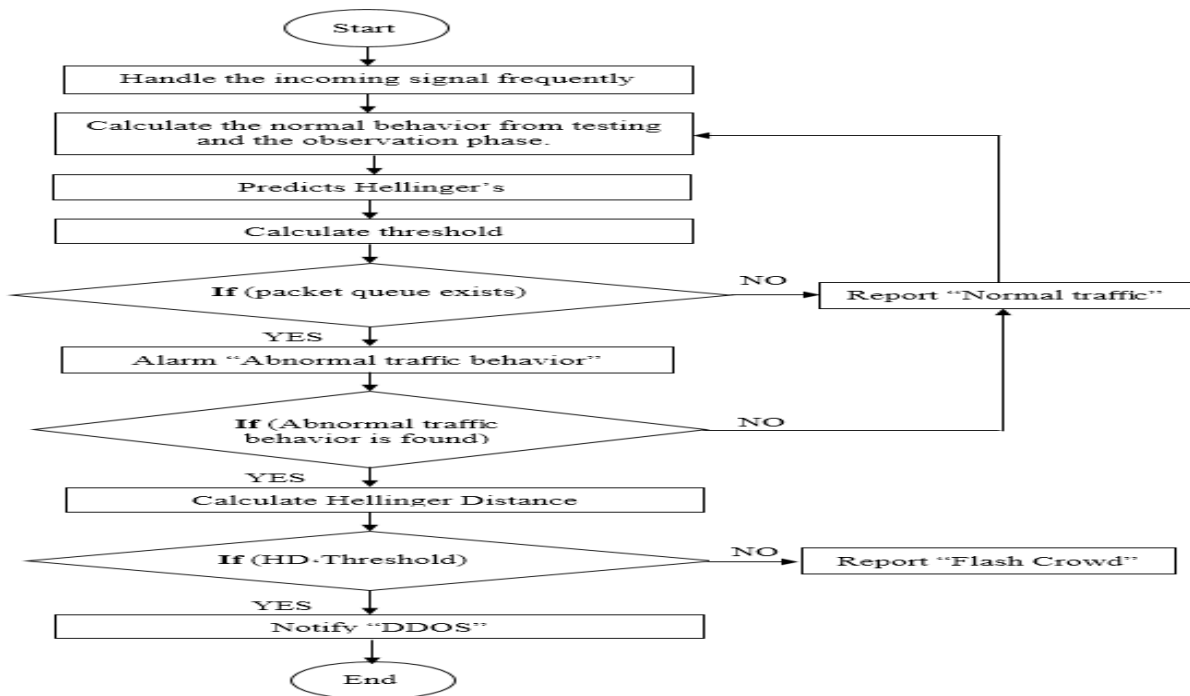 Start
Handle the incoming signal frequently
Calculate the normal behavior from testing
and the observation phase.
Predicts Hellinger's
Calculate threshold
If (packet queue exists)
NO
Report “Normal traffic”
YES
Alarm “Abnormal traffic behavior”
If (Abnormal traffic
behavior is found)
NO
YES
Calculate Hellinger Distance
If (HD-Threshold)
NO
Report “Flash Crowd”
YES
Notify “DDOS”
End